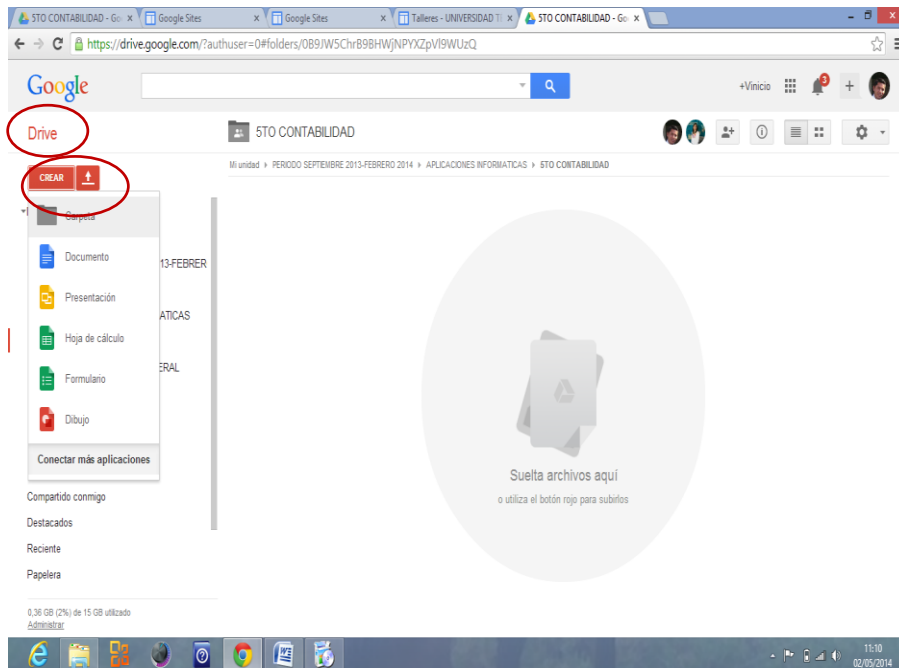 5TO CONTABILIDAD - Go
Google Sites
Google Sites
Talleres - UNIVERSIDAD T
5TO CONTABILIDAD - Go
https://drive.google.com/?authuser=0#folders/0B9JW5ChrB9BHWjNPYXZpVl9WUzQ
Google
+Vinicio
3
Drive
5TO CONTABILIDAD
Mi unidad PERIODO SEPTIEMBRE 2013-FEBRERO 2014 APLICACIONES INFORMATICAS 5TO CONTABILIDAD
CREAR
Carpeta
Documento
13-FEBRER
Presentación
ATICAS
Hoja de cálculo
ERAL
Formulario
Dibujo
Conectar más aplicaciones
Suelta archivos aquí
o utiliza el botón rojo para subirlos
Compartido conmigo
Destacados
Reciente
Papelera
0,36 GB (2%) de 15 GB utilizado
Administrar
11:10
02/05/2014